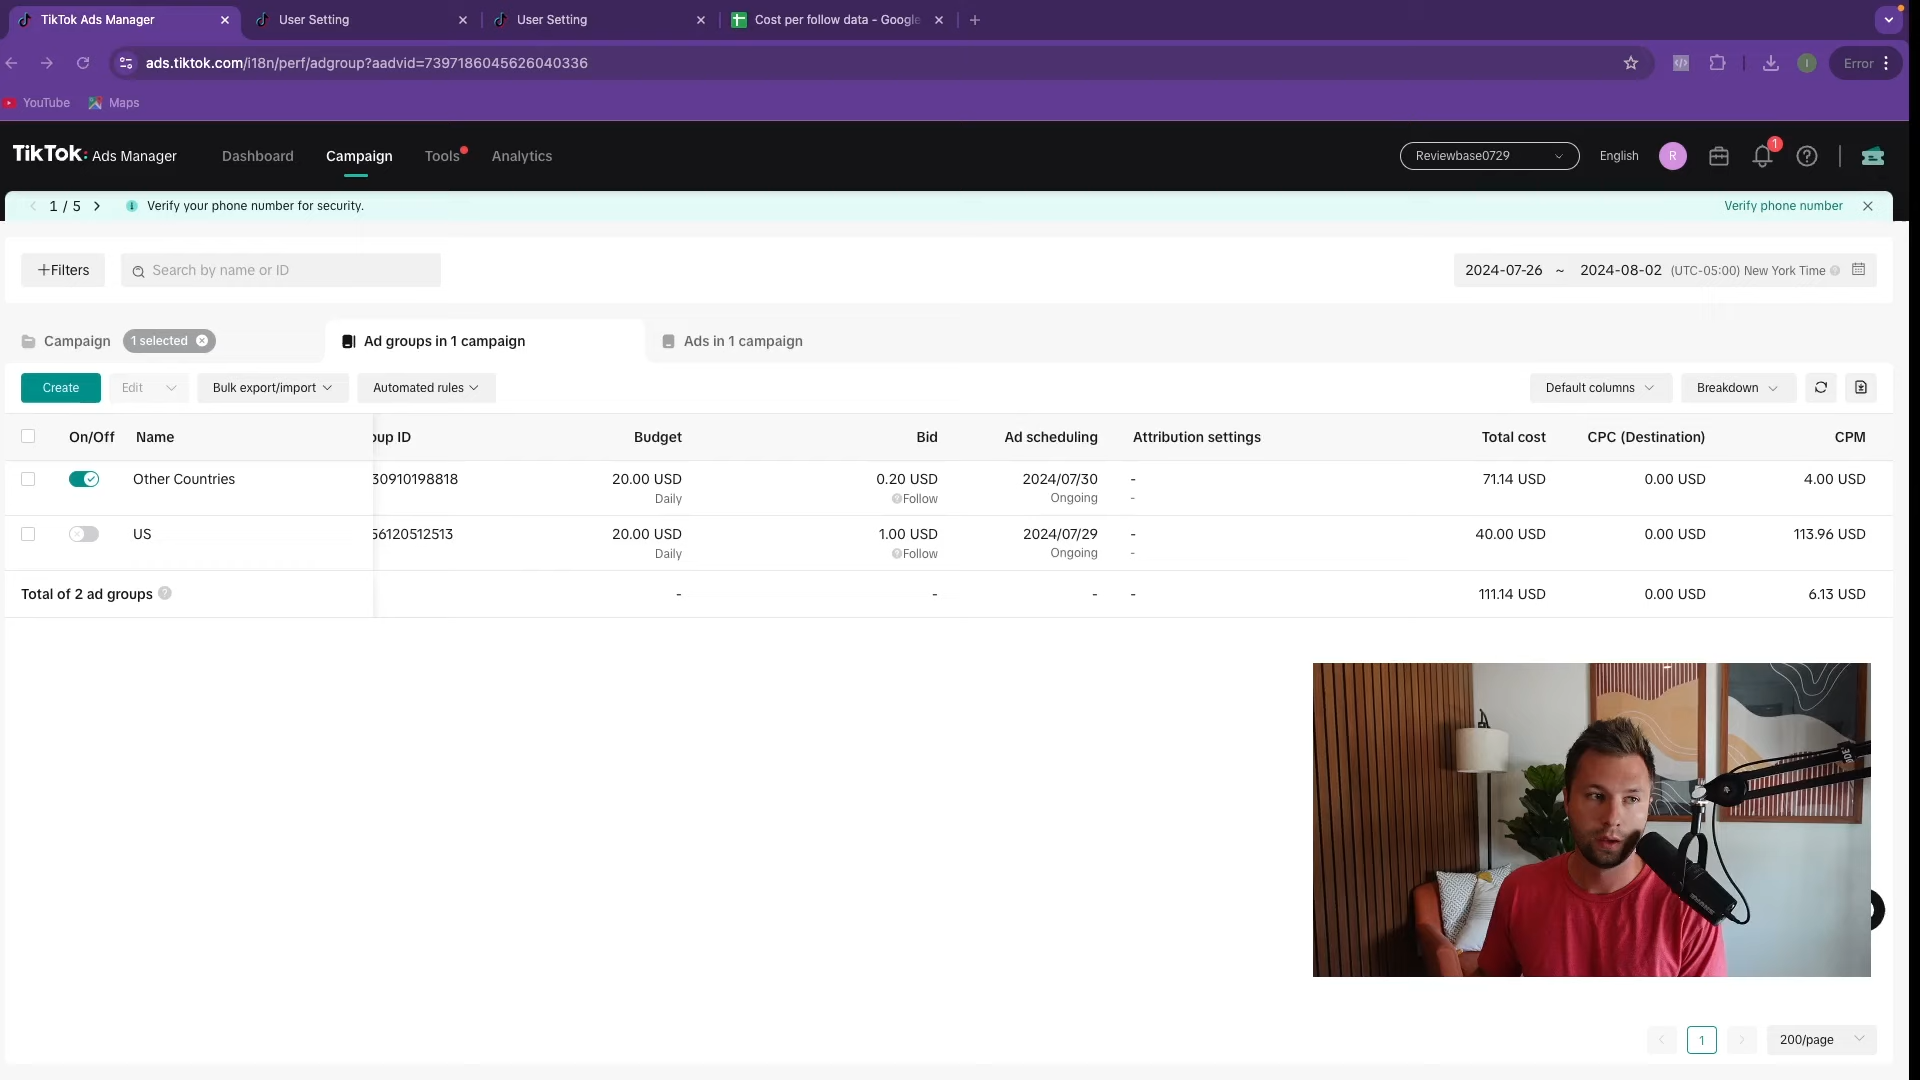 TikTok Ads Manager
User Setting
User Setting
Cost per follow data - Google
ads.tiktok.com/i18n/perf/adgroup?aadvid=7397186045626040336
Error
YouTube
Maps
TikTok: Ads Manager
Dashboard
Campaign
Tools
Analytics
Reviewbase0729
English
R
1
1 / 5
Verify your phone number for security.
Verify phone number
+Filters
Search by name or ID
2024-07-26 ~ 2024-08-02 (UTC-05:00) New York Time
Campaign
1 selected
Ad groups in 1 campaign
Ads in 1 campaign
Create
Edit
Bulk export/import
Automated rules
Default columns
Breakdown
On/Off Name oup ID Budget Bid Ad scheduling Attribution settings Total cost CPC (Destination) CPM
Other Countries 30910198818 20.00 USD 0.20 USD 2024/07/30 - 71.14 USD 0.00 USD 4.00 USD
Daily Follow Ongoing -
US 56120512513 20.00 USD 1.00 USD 2024/07/29 - 40.00 USD 0.00 USD 113.96 USD
Daily Follow Ongoing -
Total of 2 ad groups - - - - 111.14 USD 0.00 USD 6.13 USD
1
200/page